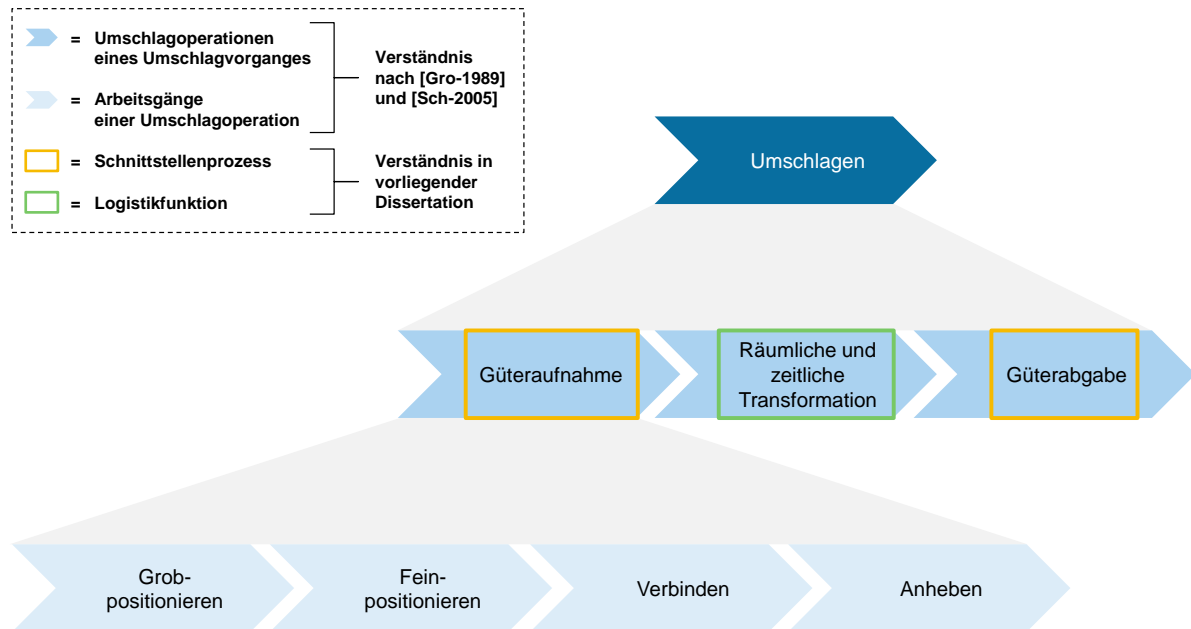 = Umschlagoperationen
eines Umschlagvorganges
= Arbeitsgänge
einer Umschlagoperation
Verständnis
nach [Gro-1989]
und [Sch-2005]
= Schnittstellenprozess
= Logistikfunktion
Verständnis in
vorliegender
Dissertation
Umschlagen
Güteraufnahme
Räumliche und
zeitliche
Transformation
Güterabgabe
Grob-
positionieren
Fein-
positionieren
Verbinden
Anheben